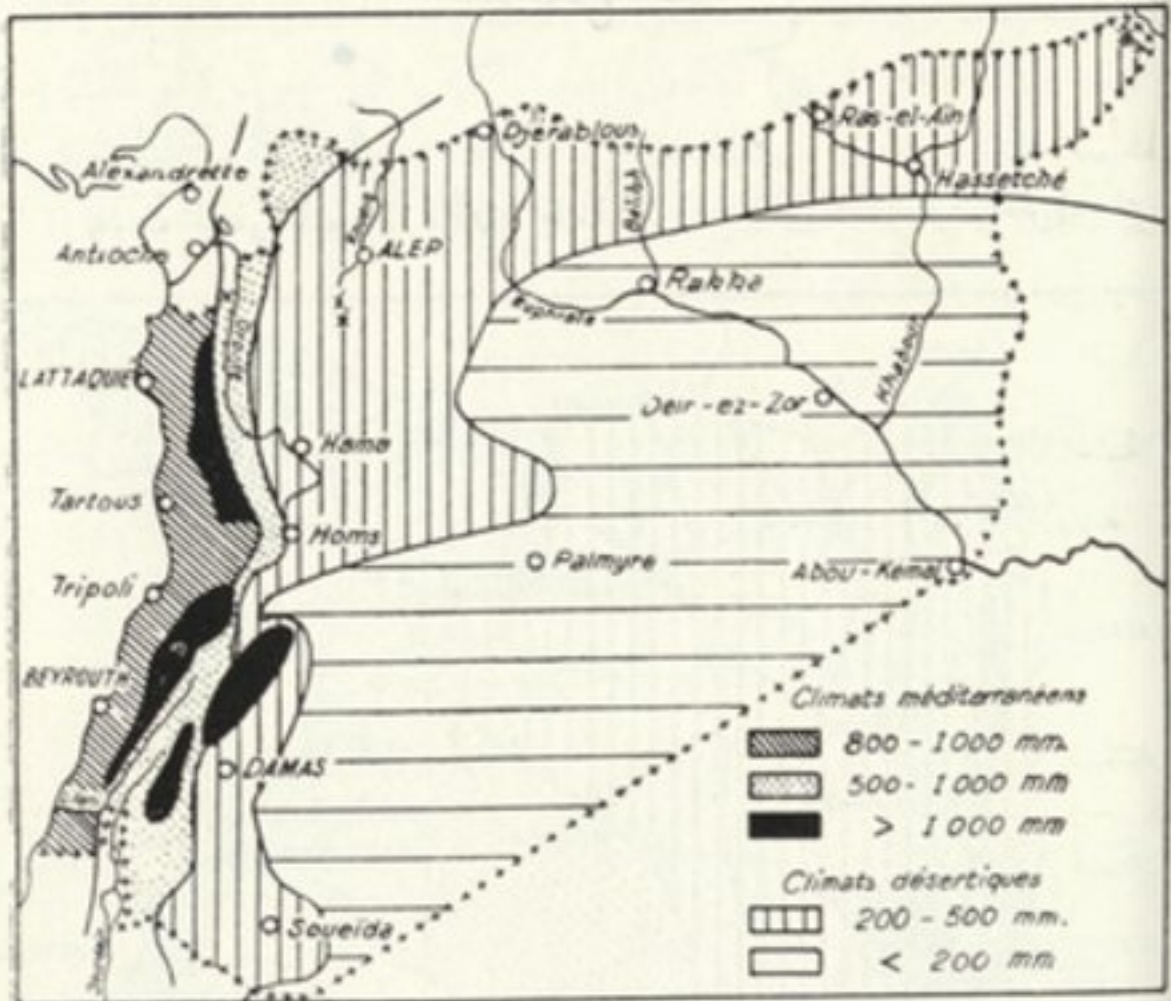 Djerablous
Ras-el-Aïn
Hassetché
Alexandrette
Antioche
ALEP
Koueïq
Balikh
Rakka
Euphrate
Khabour
LATTAQUIE
Deir-ez-Zor
Hama
Tartous
Homs
Palmyre
Abou-Kemal
Tripoli
BEYROUTH
DAMAS
Soueïda
Climats méditerranéens
800 - 1000 mm.
500 - 1000 mm
> 1000 mm
Climats désertiques
200 - 500 mm.
< 200 mm